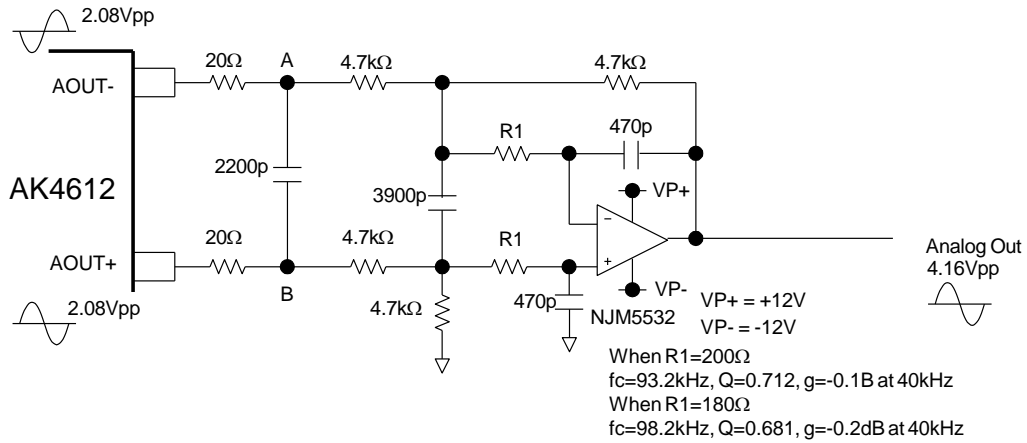 2.08Vpp
20Ω
A
4.7kΩ
4.7kΩ
AOUT-
R1
470p
2200p
3900p
VP+
AK4612
−
+
20Ω
4.7kΩ
R1
AOUT+
B
470p
VP-
Analog Out
4.16Vpp
2.08Vpp
4.7kΩ
NJM5532
VP+ = +12V
VP- = -12V
When R1=200Ω
fc=93.2kHz, Q=0.712, g=-0.1B at 40kHz
When R1=180Ω
fc=98.2kHz, Q=0.681, g=-0.2dB at 40kHz